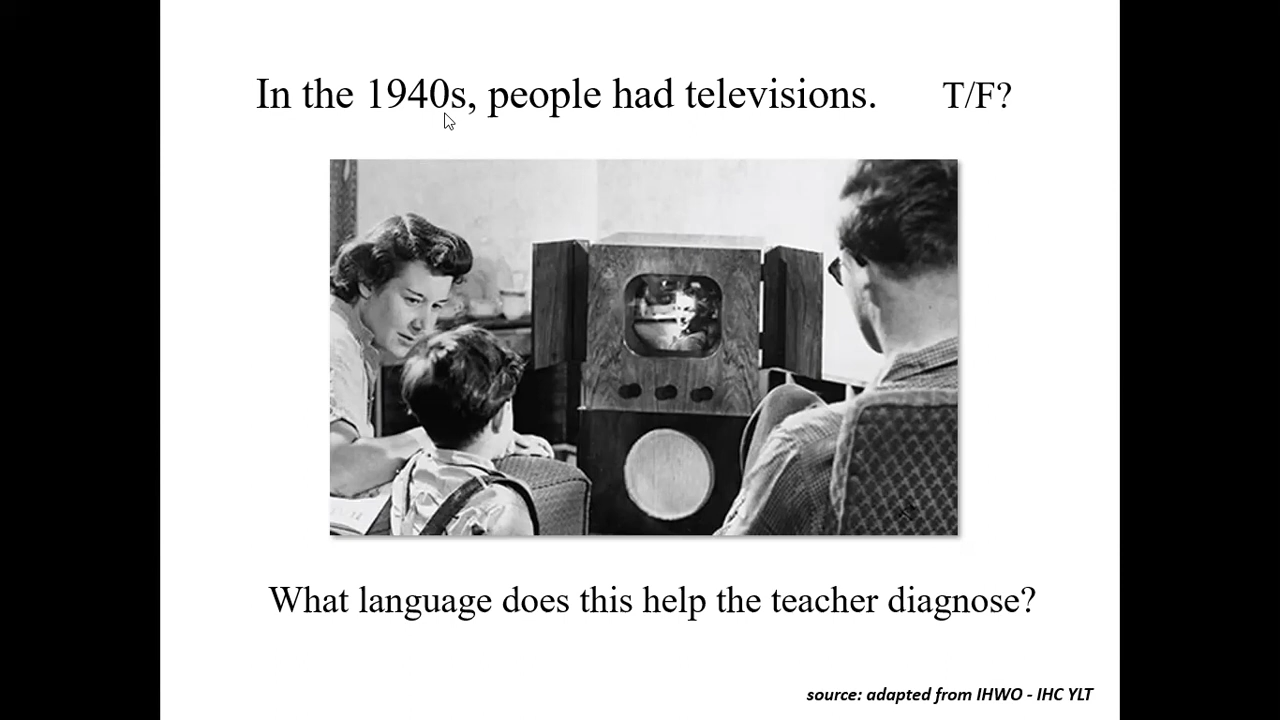 In the 1940s, people had televisions. T/F?
What language does this help the teacher diagnose?
source: adapted from IHWO - IHC YLT